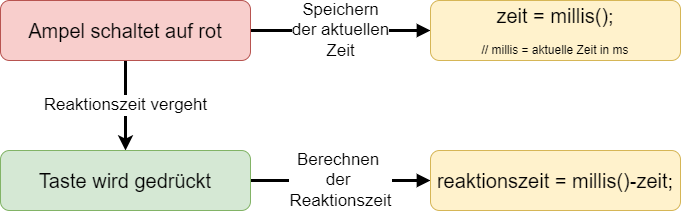 Ampel schaltet auf rot
Speichern
der aktuellen
Zeit
zeit = millis();
// millis = aktuelle Zeit in ms
Reaktionszeit vergeht
Taste wird gedrückt
Berechnen
der
Reaktionszeit
reaktionszeit = millis()-zeit;